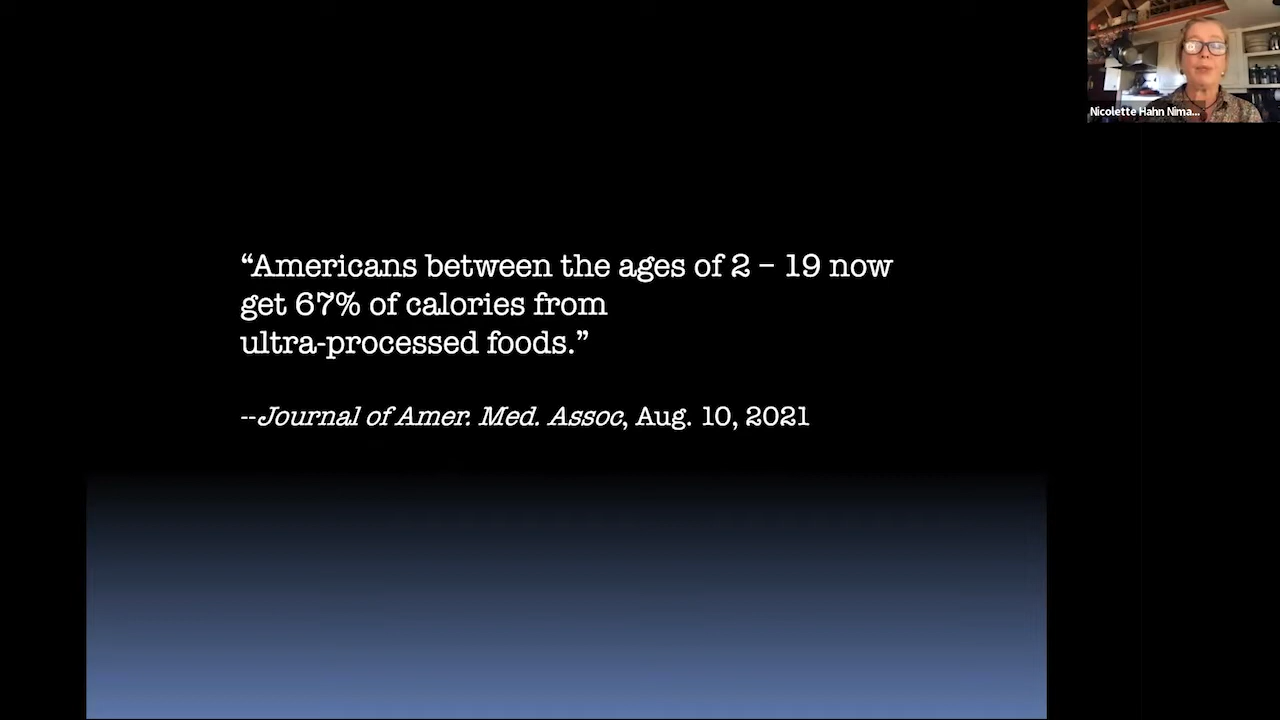 Nicolette Hahn Nima...
“Americans between the ages of 2 – 19 now
get 67% of calories from
ultra-processed foods.”
--Journal of Amer. Med. Assoc, Aug. 10, 2021